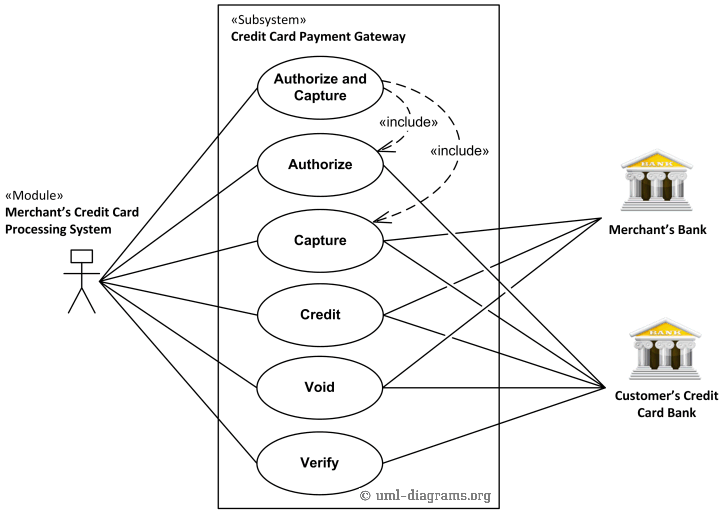 «Subsystem»
Credit Card Payment Gateway
Authorize and
Capture
«include»
Authorize
«include»
«Module»
Merchant's Credit Card
Processing System
Capture
Credit
Void
Verify
BANK
Merchant's Bank
BANK
Customer's Credit
Card Bank
© uml-diagrams.org